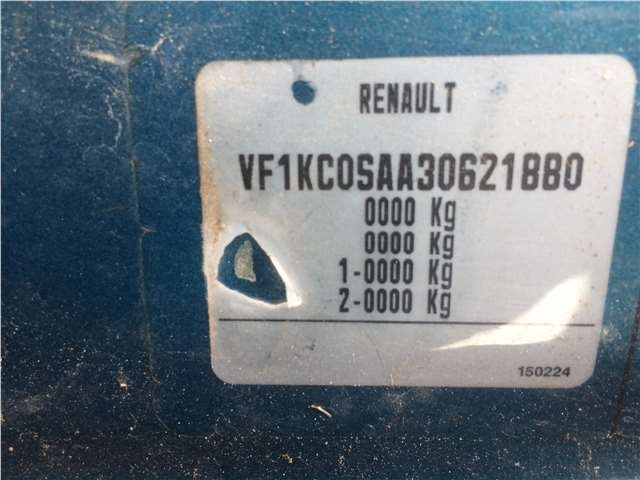 RENAULT
VF1KC0SAA30621880
0000 Kg
0000 Kg
1-0000 Kg
2-0000 Kg
150224